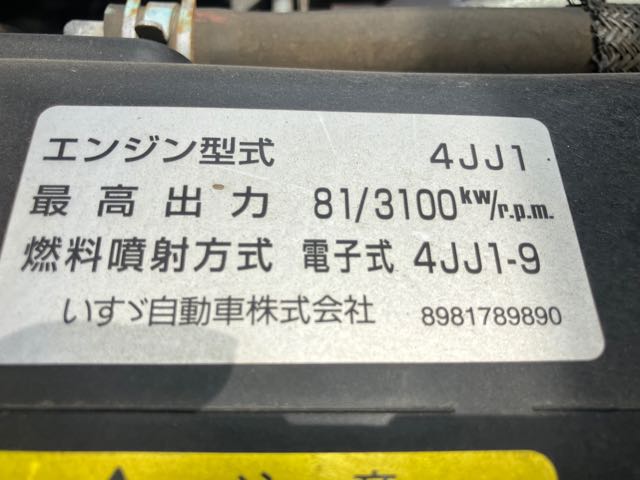 エンジン型式 4JJ1
最高出力 81/3100kw/r.p.m.
燃料噴射方式 電子式 4JJ1-9
いすゞ自動車株式会社 8981789890